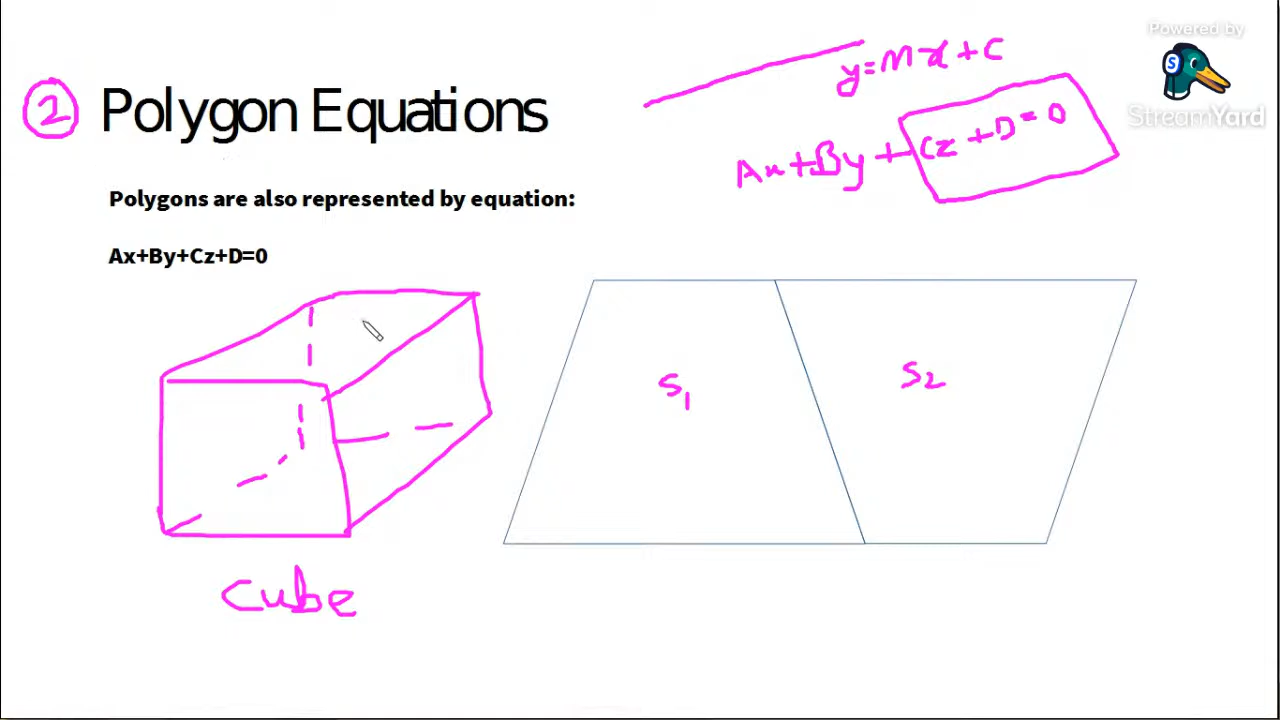 Powered by
S
StreamYard
y=mx+c
2 Polygon Equations
Ax+By+Cz+D=0
Polygons are also represented by equation:
Ax+By+Cz+D=0
S1
S2
Cube